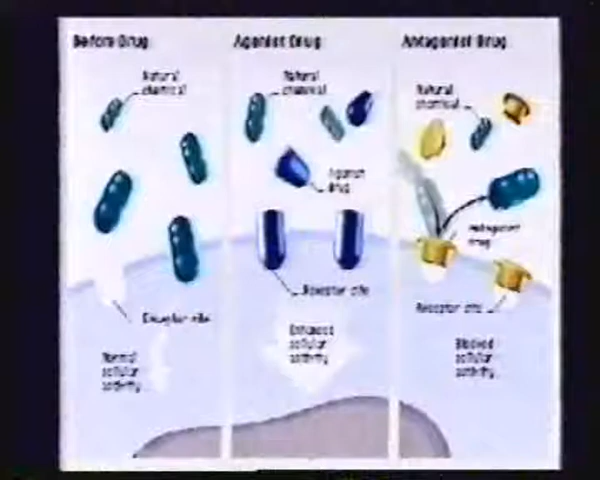 Before Drug
Natural
chemical
Receptor site
Normal
cellular
activity
Agonist Drug
Natural
chemical
Agonist
drug
Receptor site
Enhanced
cellular
activity
Antagonist Drug
Natural
chemical
Antagonist
drug
Receptor site
Blocked
cellular
activity